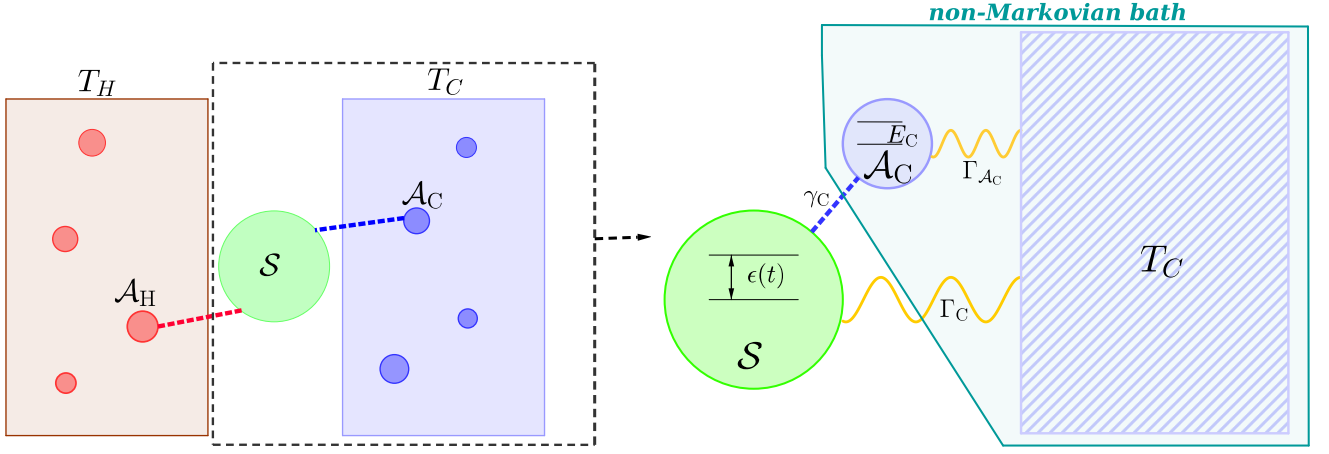 non-Markovian bath
T_H
T_C
𝒜_C
𝒮
𝒜_H
E_C
𝒜_C
Γ_{𝒜_C}
γ_C
ϵ(t)
Γ_C
T_C
𝒮